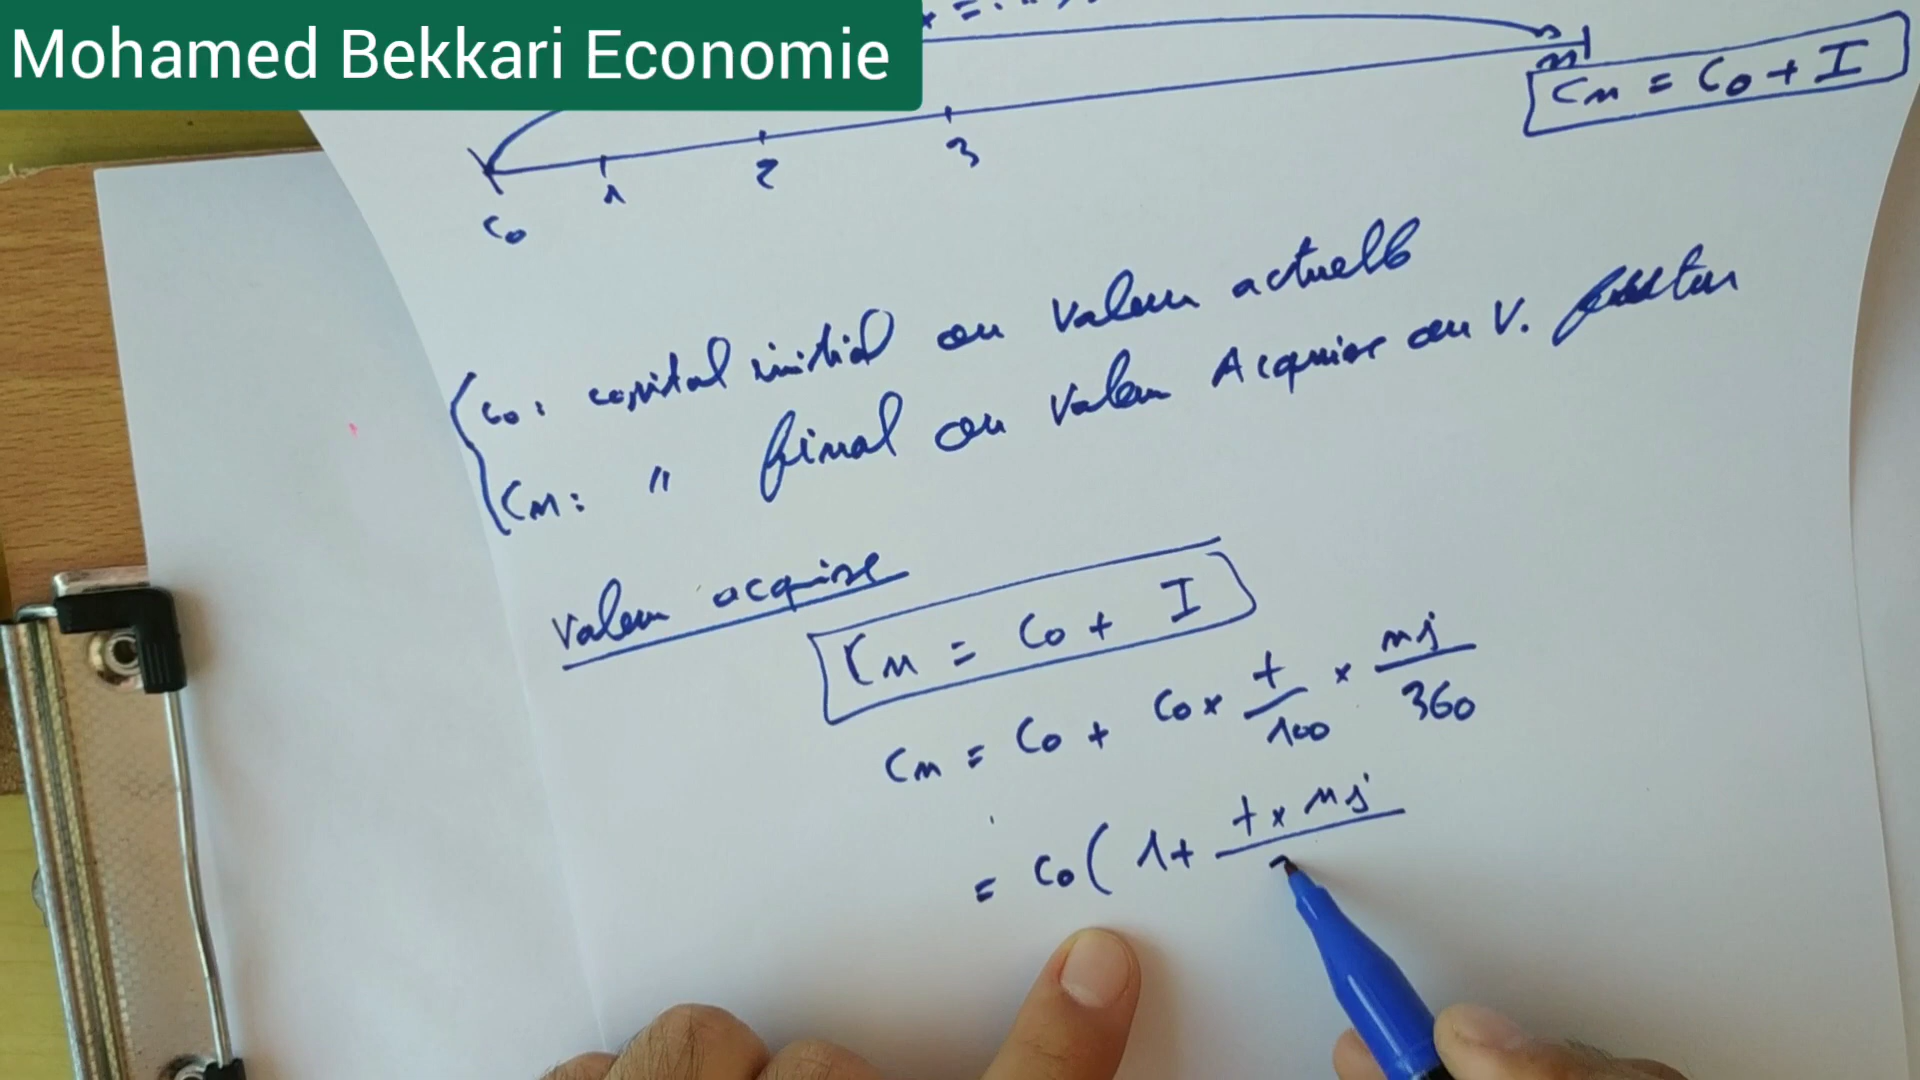 Mohamed Bekkari Economie
x = ...
n
Cn = C0 + I
1 2 3
C0
C0: capital initial ou valeur actuelle
Cn: " final ou valeur Acquise ou V. future
valeur acquise
Cn = C0 + I
Cn = C0 + C0 x t/100 x nj/360
= C0 ( 1+ t x nj